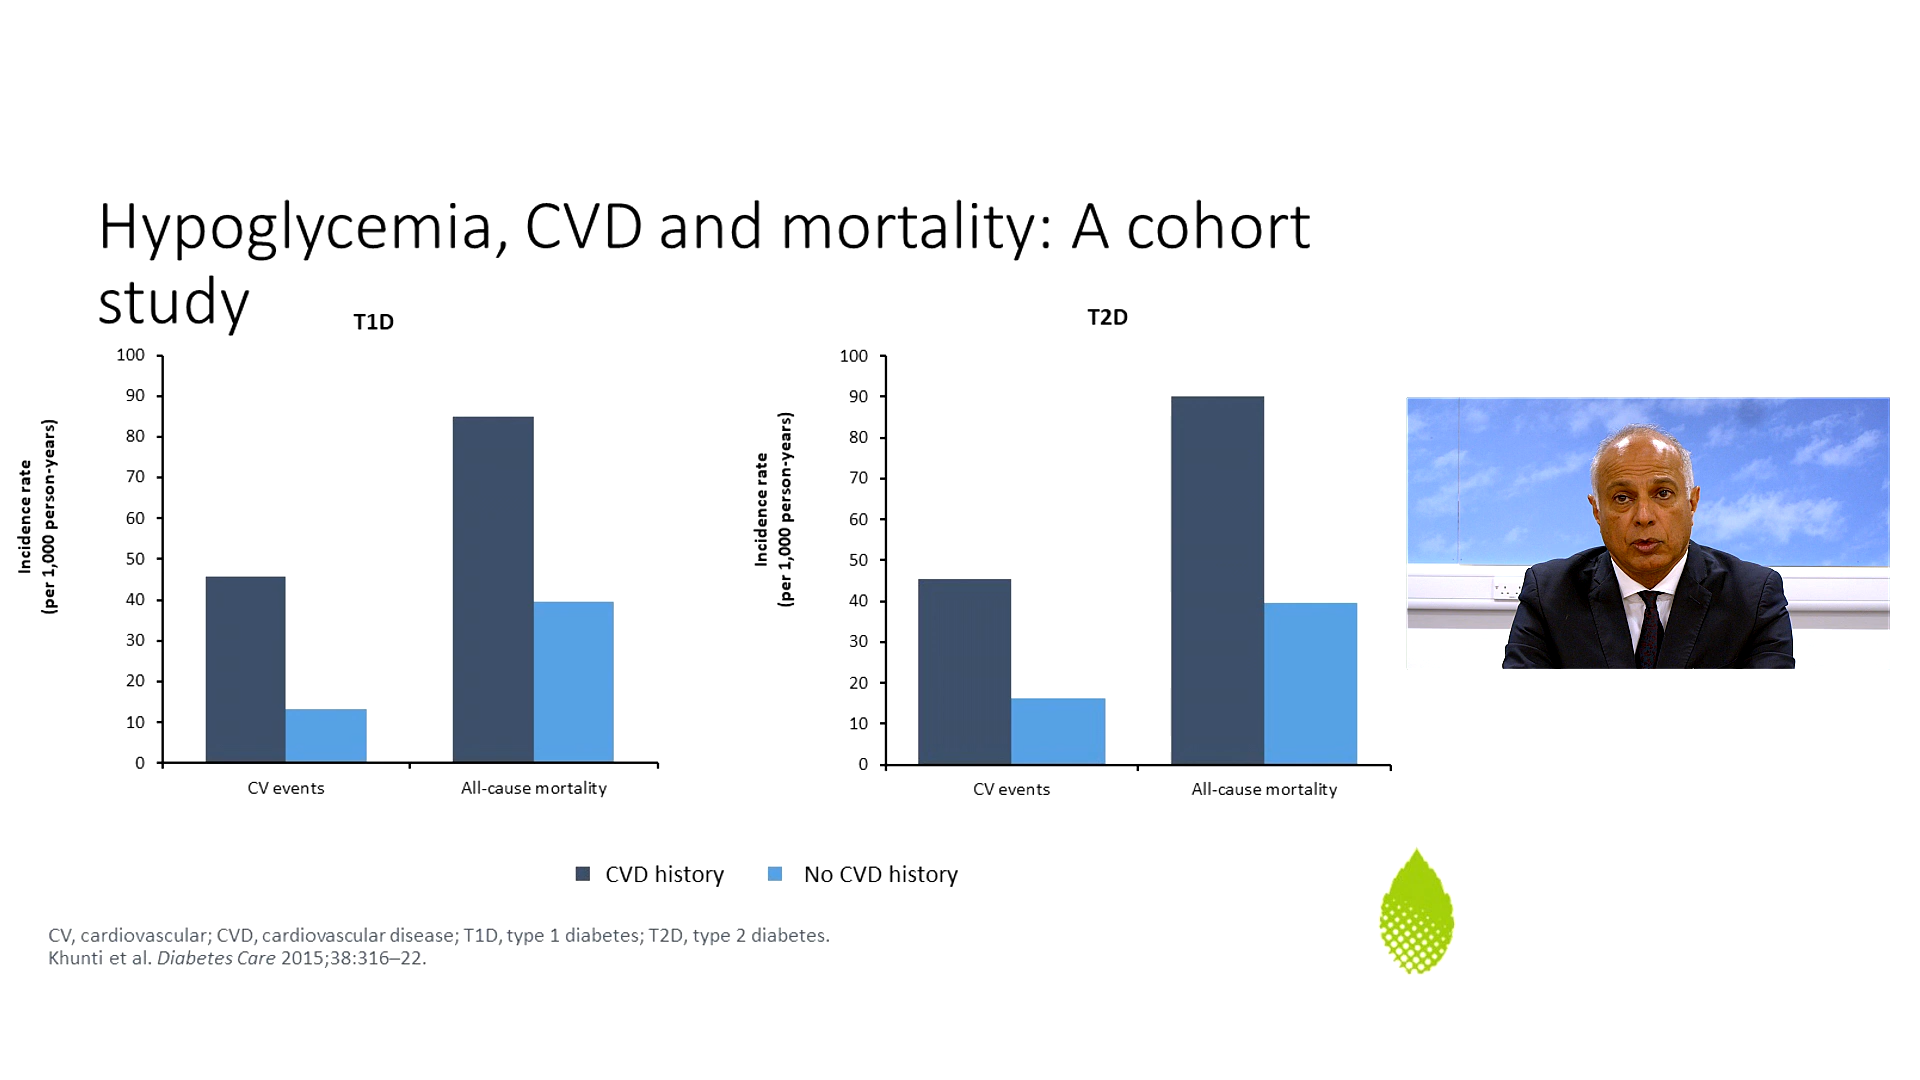 Hypoglycemia, CVD and mortality: A cohort
study
T1D
Incidence rate
(per 1,000 person-years)
100
90
80
70
60
50
40
30
20
10
0
CV events
All-cause mortality
T2D
Incidence rate
(per 1,000 person-years)
100
90
80
70
60
50
40
30
20
10
0
CV events
All-cause mortality
CVD history
No CVD history
CV, cardiovascular; CVD, cardiovascular disease; T1D, type 1 diabetes; T2D, type 2 diabetes.
Khunti et al. Diabetes Care 2015;38:316–22.